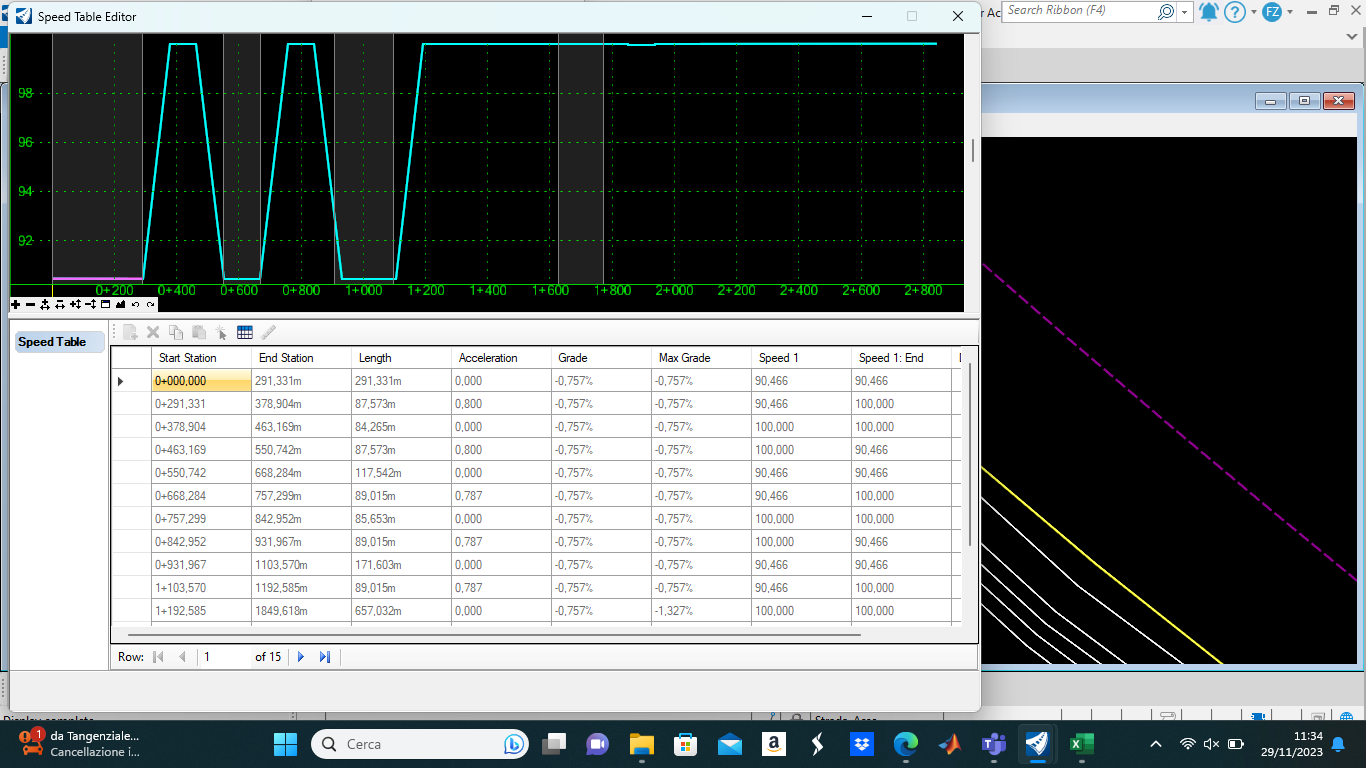 Speed Table Editor
r Ac
Search Ribbon (F4)
FZ
98
96
94
92
0+200 0+400 0+600 0+800 1+000 1+200 1+400 1+600 1+800 2+000 2+200 2+400 2+600 2+800
Speed Table
Start Station End Station Length Acceleration Grade Max Grade Speed 1 Speed 1: End
0+000,000 291,331m 291,331m 0,000 -0,757% -0,757% 90,466 90,466
0+291,331 378,904m 87,573m 0,800 -0,757% -0,757% 90,466 100,000
0+378,904 463,169m 84,265m 0,000 -0,757% -0,757% 100,000 100,000
0+463,169 550,742m 87,573m 0,800 -0,757% -0,757% 100,000 90,466
0+550,742 668,284m 117,542m 0,000 -0,757% -0,757% 90,466 90,466
0+668,284 757,299m 89,015m 0,787 -0,757% -0,757% 90,466 100,000
0+757,299 842,952m 85,653m 0,000 -0,757% -0,757% 100,000 100,000
0+842,952 931,967m 89,015m 0,787 -0,757% -0,757% 100,000 90,466
0+931,967 1103,570m 171,603m 0,000 -0,757% -0,757% 90,466 90,466
1+103,570 1192,585m 89,015m 0,787 -0,757% -0,757% 90,466 100,000
1+192,585 1849,618m 657,032m 0,000 -0,757% -1,327% 100,000 100,000
Row: 1 of 15
1
da Tangenziale...
Cancellazione i...
Cerca
11:34
29/11/2023